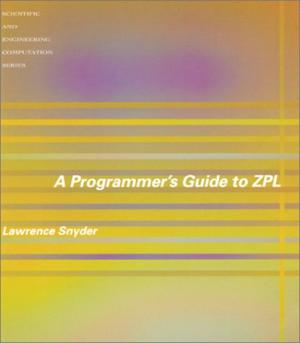 SCIENTIFIC
AND
ENGINEERING
COMPUTATION
SERIES
A Programmer's Guide to ZPL
Lawrence Snyder